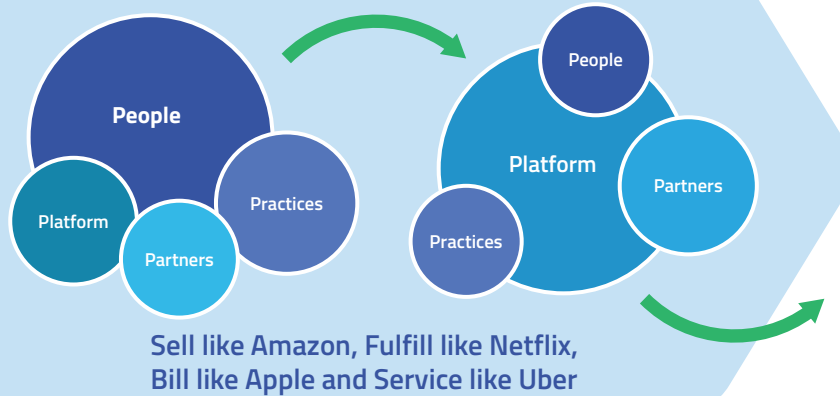 People
Platform
Partners
Practices
People
Platform
Partners
Practices
Sell like Amazon, Fulfill like Netflix,
Bill like Apple and Service like Uber